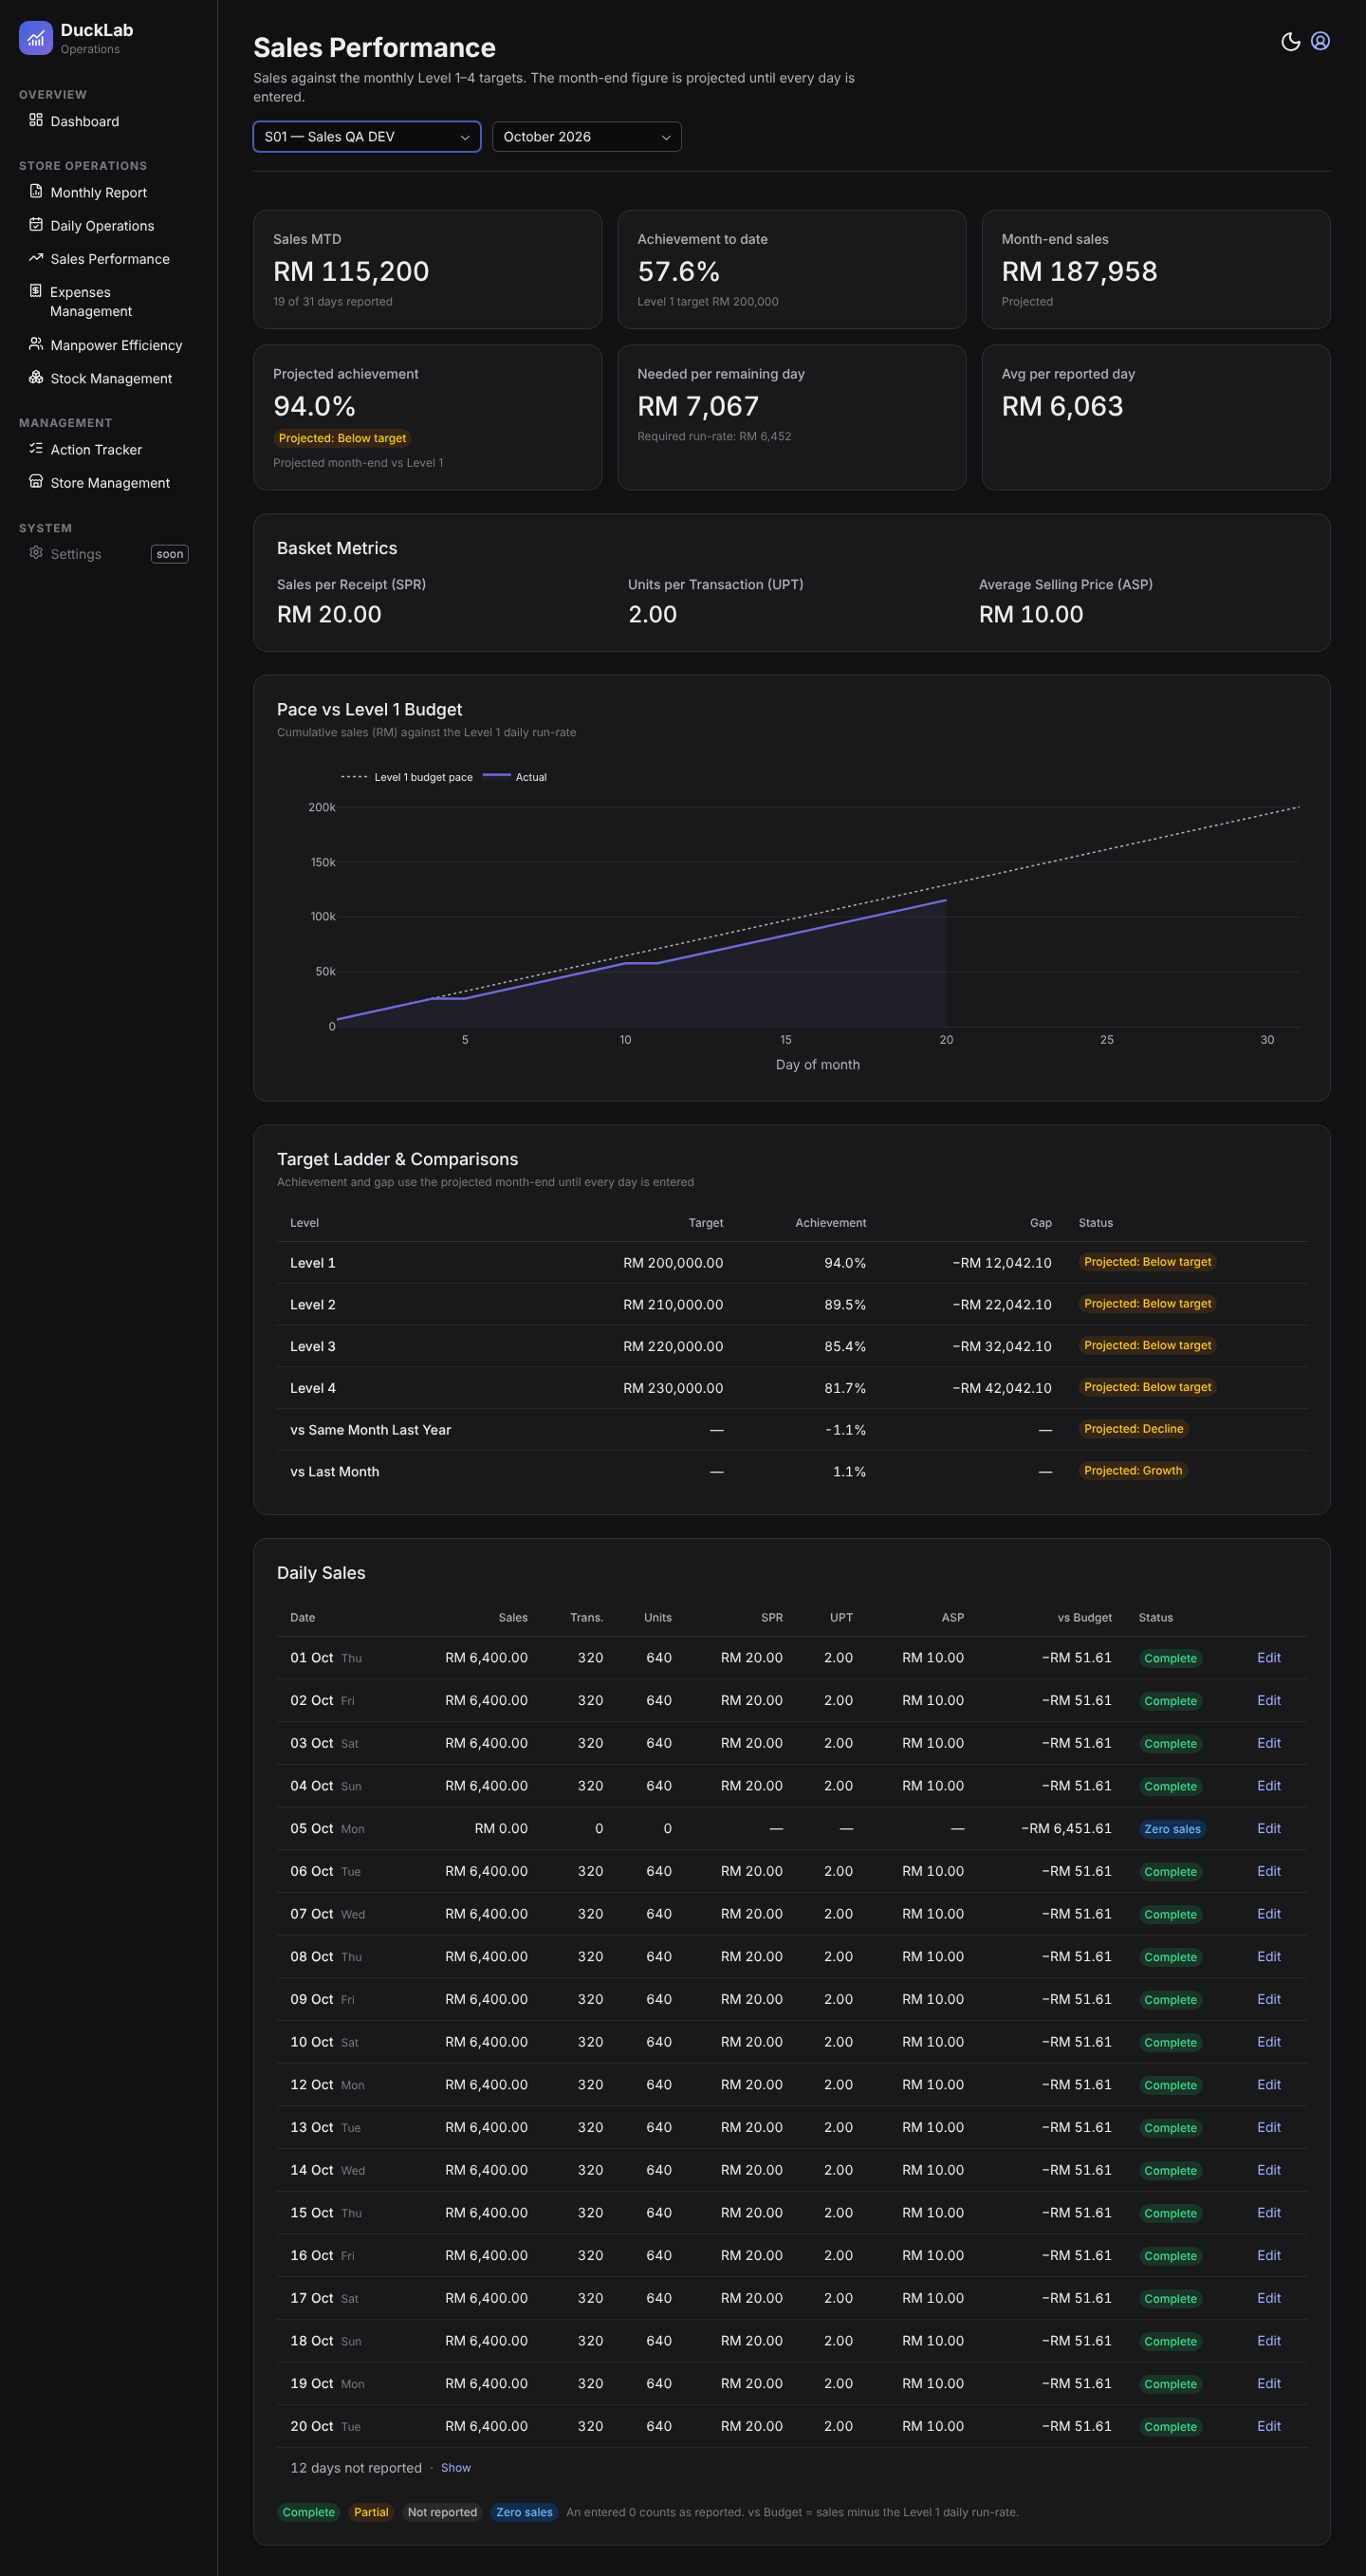 DuckLab
Operations
OVERVIEW
Dashboard
STORE OPERATIONS
Monthly Report
Daily Operations
Sales Performance
Expenses
Management
Manpower Efficiency
Stock Management
MANAGEMENT
Action Tracker
Store Management
SYSTEM
Settings soon
Sales Performance
Sales against the monthly Level 1–4 targets. The month-end figure is projected until every day is
entered.
S01 — Sales QA DEV October 2026
Sales MTD
RM 115,200
19 of 31 days reported
Achievement to date
57.6%
Level 1 target RM 200,000
Month-end sales
RM 187,958
Projected
Projected achievement
94.0%
Projected: Below target
Projected month-end vs Level 1
Needed per remaining day
RM 7,067
Required run-rate: RM 6,452
Avg per reported day
RM 6,063
Basket Metrics
Sales per Receipt (SPR)
RM 20.00
Units per Transaction (UPT)
2.00
Average Selling Price (ASP)
RM 10.00
Pace vs Level 1 Budget
Cumulative sales (RM) against the Level 1 daily run-rate
Level 1 budget pace Actual
200k
150k
100k
50k
0
5 10 15 20 25 30
Day of month
Target Ladder & Comparisons
Achievement and gap use the projected month-end until every day is entered
Level Target Achievement Gap Status
Level 1 RM 200,000.00 94.0% −RM 12,042.10 Projected: Below target
Level 2 RM 210,000.00 89.5% −RM 22,042.10 Projected: Below target
Level 3 RM 220,000.00 85.4% −RM 32,042.10 Projected: Below target
Level 4 RM 230,000.00 81.7% −RM 42,042.10 Projected: Below target
vs Same Month Last Year — -1.1% — Projected: Decline
vs Last Month — 1.1% — Projected: Growth
Daily Sales
Date Sales Trans. Units SPR UPT ASP vs Budget Status
01 Oct Thu RM 6,400.00 320 640 RM 20.00 2.00 RM 10.00 −RM 51.61 Complete Edit
02 Oct Fri RM 6,400.00 320 640 RM 20.00 2.00 RM 10.00 −RM 51.61 Complete Edit
03 Oct Sat RM 6,400.00 320 640 RM 20.00 2.00 RM 10.00 −RM 51.61 Complete Edit
04 Oct Sun RM 6,400.00 320 640 RM 20.00 2.00 RM 10.00 −RM 51.61 Complete Edit
05 Oct Mon RM 0.00 0 0 — — — −RM 6,451.61 Zero sales Edit
06 Oct Tue RM 6,400.00 320 640 RM 20.00 2.00 RM 10.00 −RM 51.61 Complete Edit
07 Oct Wed RM 6,400.00 320 640 RM 20.00 2.00 RM 10.00 −RM 51.61 Complete Edit
08 Oct Thu RM 6,400.00 320 640 RM 20.00 2.00 RM 10.00 −RM 51.61 Complete Edit
09 Oct Fri RM 6,400.00 320 640 RM 20.00 2.00 RM 10.00 −RM 51.61 Complete Edit
10 Oct Sat RM 6,400.00 320 640 RM 20.00 2.00 RM 10.00 −RM 51.61 Complete Edit
12 Oct Mon RM 6,400.00 320 640 RM 20.00 2.00 RM 10.00 −RM 51.61 Complete Edit
13 Oct Tue RM 6,400.00 320 640 RM 20.00 2.00 RM 10.00 −RM 51.61 Complete Edit
14 Oct Wed RM 6,400.00 320 640 RM 20.00 2.00 RM 10.00 −RM 51.61 Complete Edit
15 Oct Thu RM 6,400.00 320 640 RM 20.00 2.00 RM 10.00 −RM 51.61 Complete Edit
16 Oct Fri RM 6,400.00 320 640 RM 20.00 2.00 RM 10.00 −RM 51.61 Complete Edit
17 Oct Sat RM 6,400.00 320 640 RM 20.00 2.00 RM 10.00 −RM 51.61 Complete Edit
18 Oct Sun RM 6,400.00 320 640 RM 20.00 2.00 RM 10.00 −RM 51.61 Complete Edit
19 Oct Mon RM 6,400.00 320 640 RM 20.00 2.00 RM 10.00 −RM 51.61 Complete Edit
20 Oct Tue RM 6,400.00 320 640 RM 20.00 2.00 RM 10.00 −RM 51.61 Complete Edit
12 days not reported · Show
Complete Partial Not reported Zero sales An entered 0 counts as reported. vs Budget = sales minus the Level 1 daily run-rate.